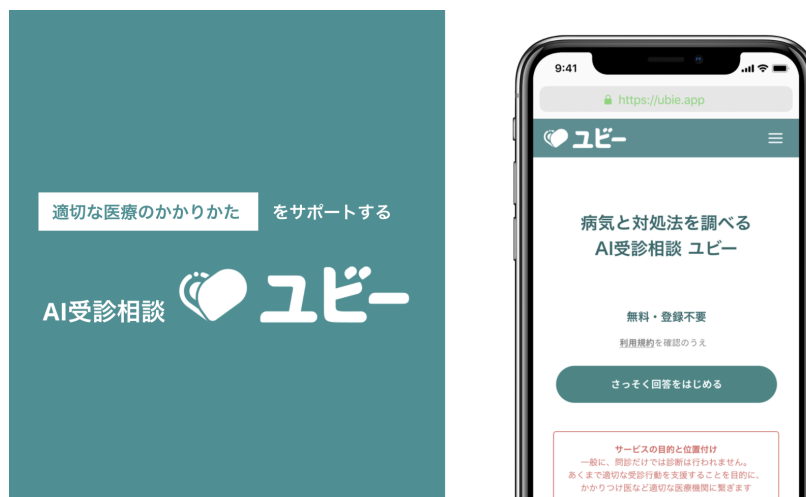 適切な医療のかかりかた をサポートする
AI受診相談 ユビー
9:41
https://ubie.app
ユビー
病気と対処法を調べる
AI受診相談 ユビー
無料・登録不要
利用規約を確認のうえ
さっそく回答をはじめる
サービスの目的と位置付け
一般に、問診だけでは診断は行われません。
あくまで適切な受診行動を支援することを目的に、
かかりつけ医など適切な医療機関に繋ぎます